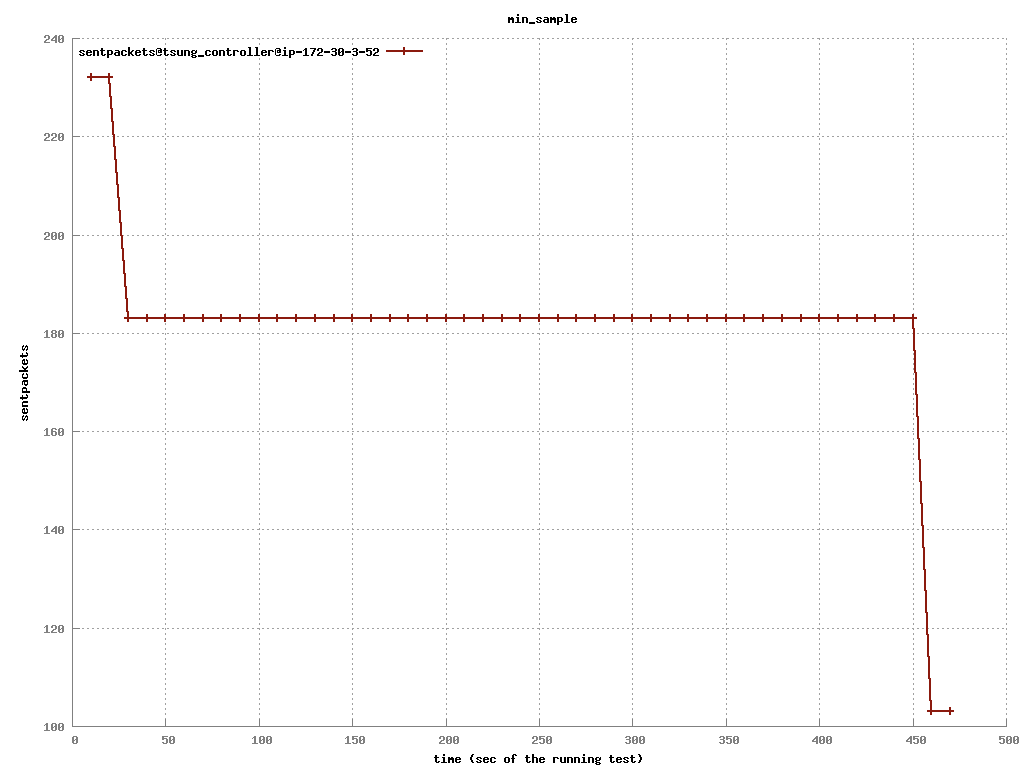 min_sample
sentpackets@tsung_controller@ip-172-30-3-52
240
220
200
180
160
140
120
100
sentpackets
0 50 100 150 200 250 300 350 400 450 500
time (sec of the running test)